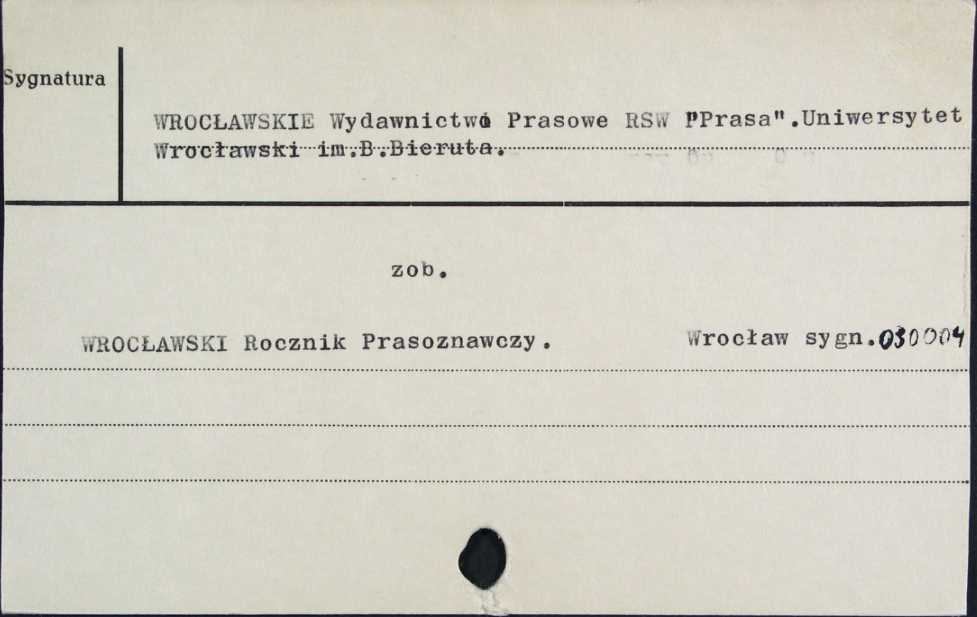 Sygnatura
WROCŁAWSKIE Wydawnictwo Prasowe RSW "Prasa".Uniwersytet
Wrocławski im.B.Bieruta.
zob.
WROCŁAWSKI Rocznik Prasoznawczy. Wrocław sygn.030004